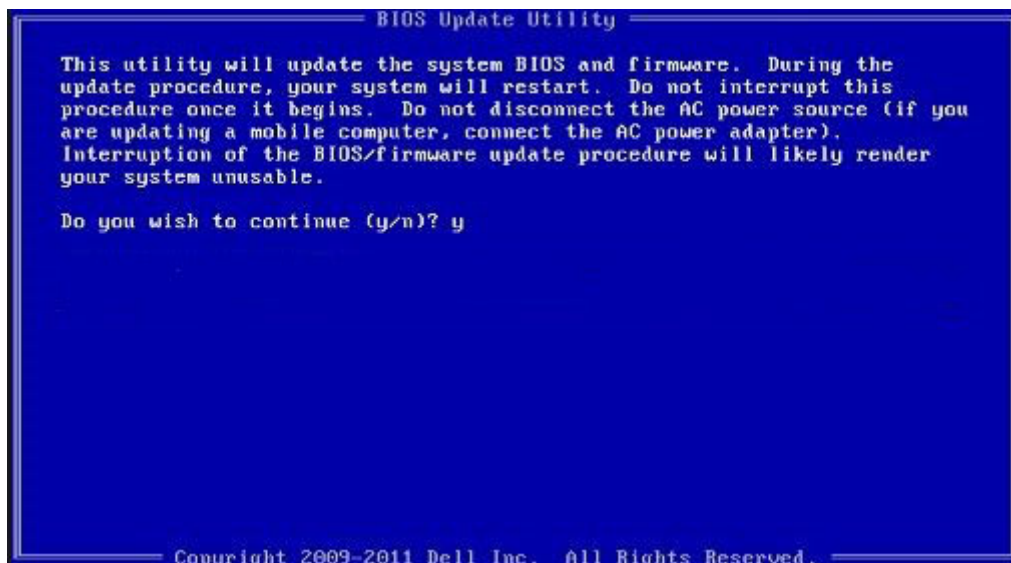 BIOS Update Utility
This utility will update the system BIOS and firmware. During the
update procedure, your system will restart. Do not interrupt this
procedure once it begins. Do not disconnect the AC power source (if you
are updating a mobile computer, connect the AC power adapter).
Interruption of the BIOS/firmware update procedure will likely render
your system unusable.
Do you wish to continue (y/n)? y
Copyright 2009-2011 Dell Inc. All Rights Reserved.